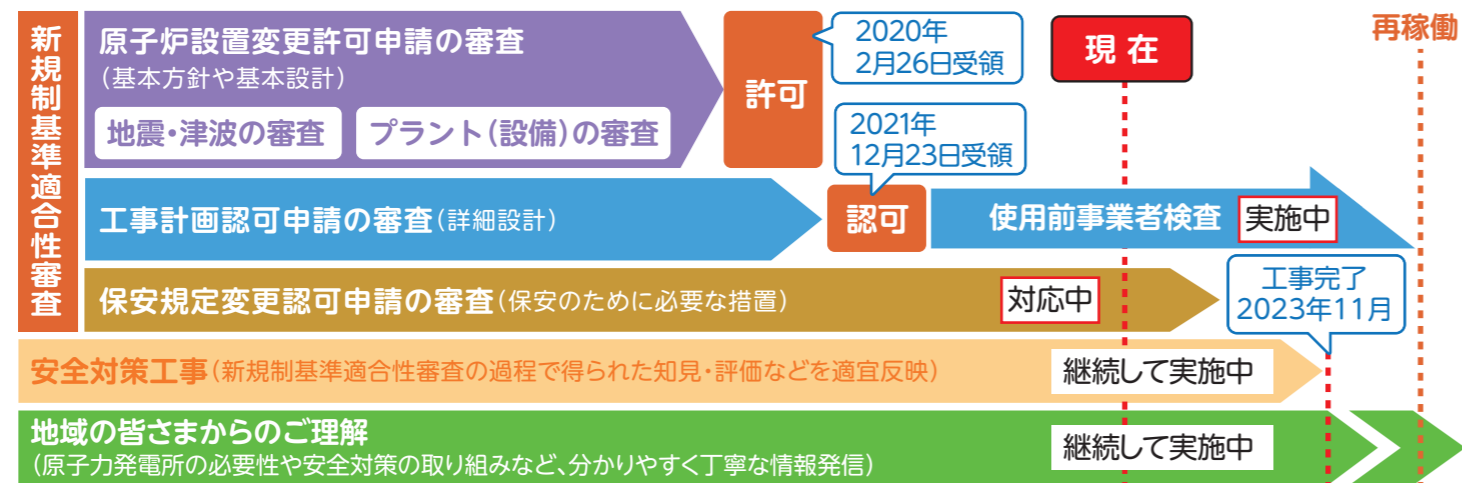 新規制基準適合性審査
原子炉設置変更許可申請の審査
（基本方針や基本設計）
地震・津波の審査
プラント（設備）の審査
許可
2020年
2月26日受領
現在
再稼働
工事計画認可申請の審査（詳細設計）
認可
2021年
12月23日受領
使用前事業者検査
実施中
保安規定変更認可申請の審査（保安のために必要な措置）
対応中
工事完了
2023年11月
安全対策工事（新規制基準適合性審査の過程で得られた知見・評価などを適宜反映）
継続して実施中
地域の皆さまからのご理解
（原子力発電所の必要性や安全対策の取り組みなど、分かりやすく丁寧な情報発信）
継続して実施中